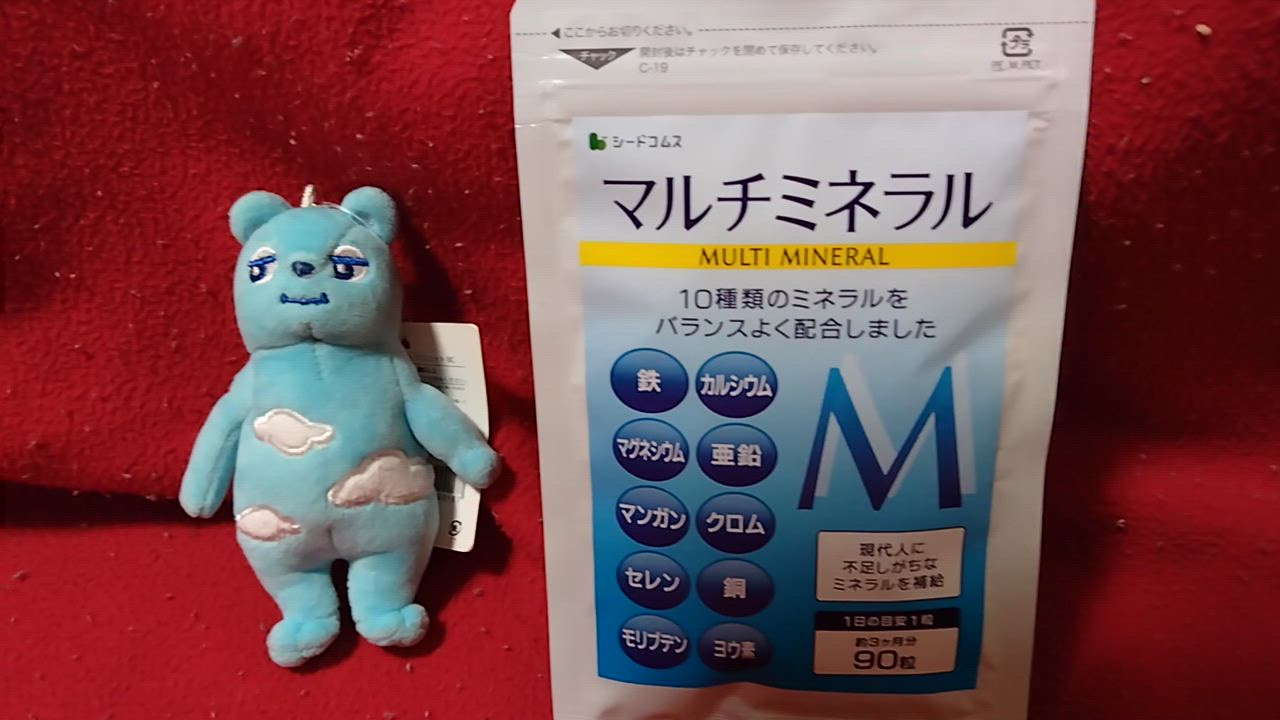 ここからお切りください。
チャック
開封後はチャックを閉めて保存してください。
C-19
プラ
PE, M, PET
シードコムス
マルチミネラル
MULTI MINERAL
10種類のミネラルを
バランスよく配合しました
鉄
カルシウム
マグネシウム
亜鉛
マンガン
クロム
セレン
銅
モリブデン
ヨウ素
M
現代人に
不足しがちな
ミネラルを補給
1日の目安1粒
約3ヶ月分
90粒